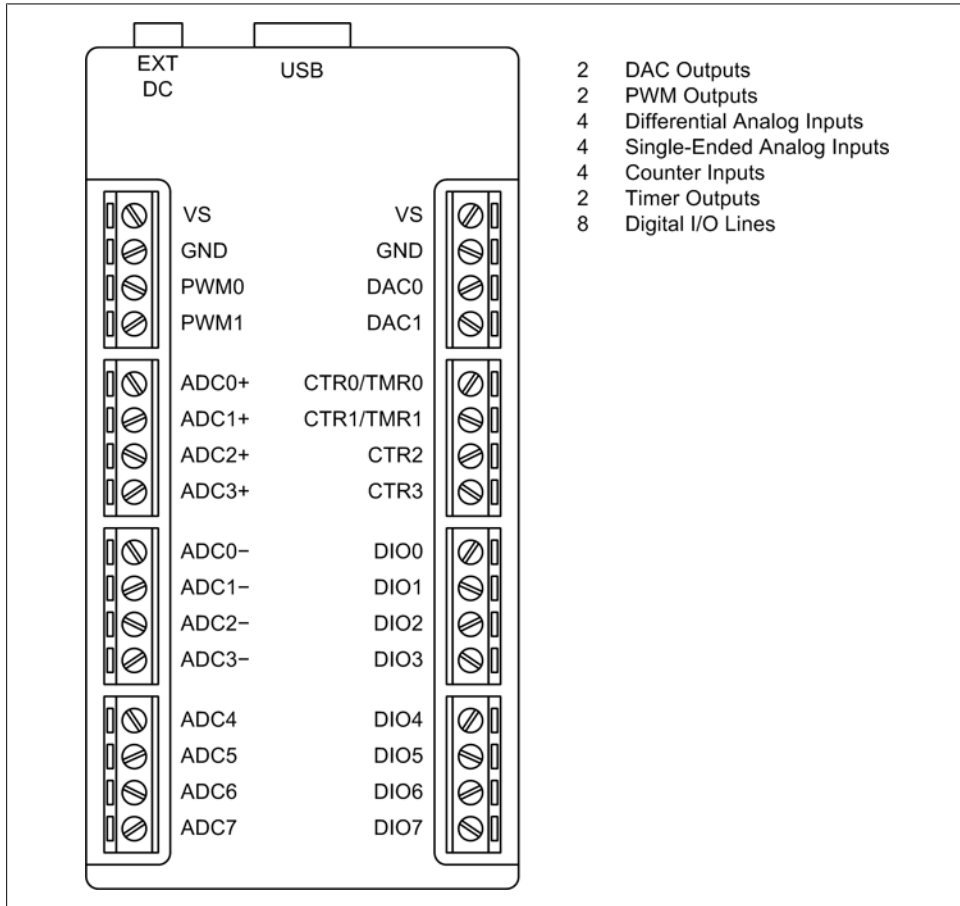 EXT
DC
USB
2 DAC Outputs
2 PWM Outputs
4 Differential Analog Inputs
4 Single-Ended Analog Inputs
4 Counter Inputs
2 Timer Outputs
8 Digital I/O Lines
VS VS
GND GND
PWM0 DAC0
PWM1 DAC1
ADC0+ CTR0/TMR0
ADC1+ CTR1/TMR1
ADC2+ CTR2
ADC3+ CTR3
ADC0− DIO0
ADC1− DIO1
ADC2− DIO2
ADC3− DIO3
ADC4 DIO4
ADC5 DIO5
ADC6 DIO6
ADC7 DIO7